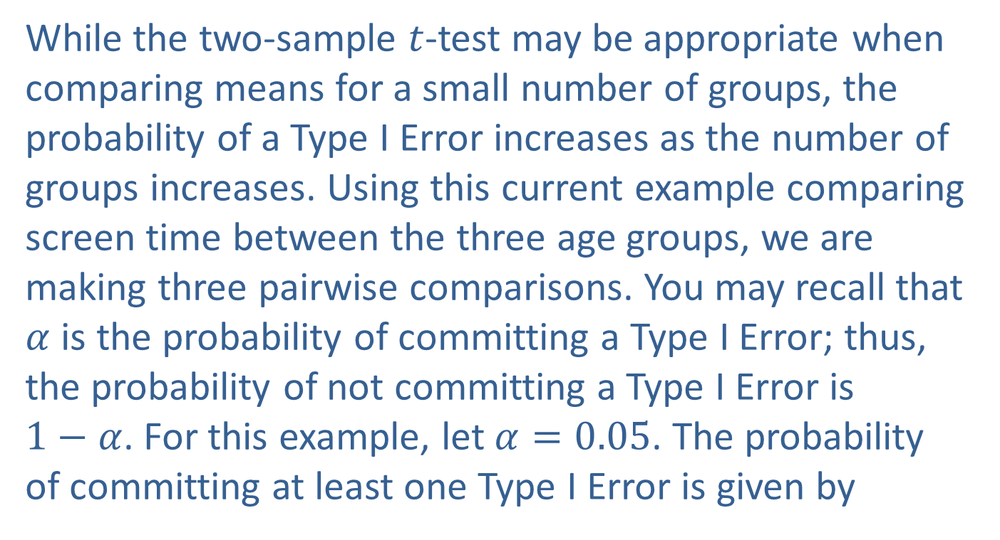 While the two-sample t-test may be appropriate when
comparing means for a small number of groups, the
probability of a Type I Error increases as the number of
groups increases. Using this current example comparing
screen time between the three age groups, we are
making three pairwise comparisons. You may recall that
α is the probability of committing a Type I Error; thus,
the probability of not committing a Type I Error is
1 − α. For this example, let α = 0.05. The probability
of committing at least one Type I Error is given by